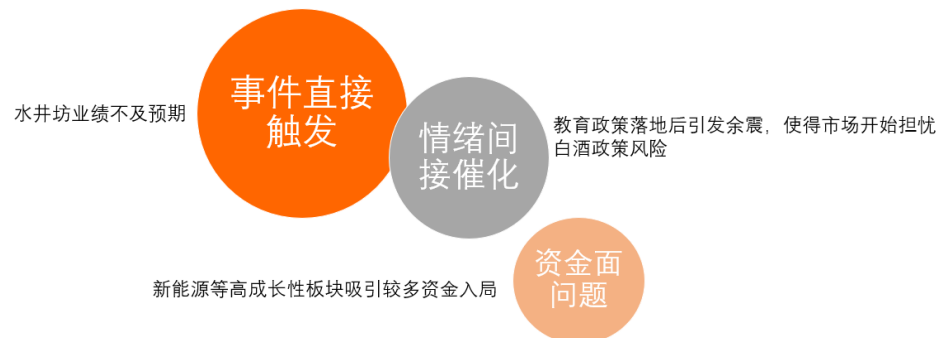 水井坊业绩不及预期
事件直接
触发
情绪间
接催化
教育政策落地后引发余震，使得市场开始担忧
白酒政策风险
新能源等高成长性板块吸引较多资金入局
资金面
问题